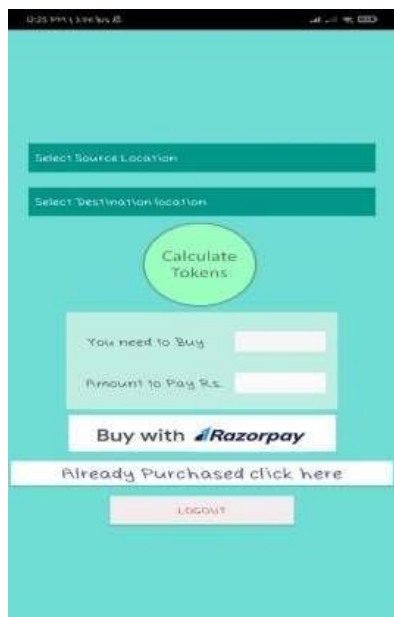 Select Source Location
Select Destination location
Calculate
Tokens
You need to Buy
Amount to Pay Rs.
Buy with Razorpay
Already Purchased click here
LOGOUT